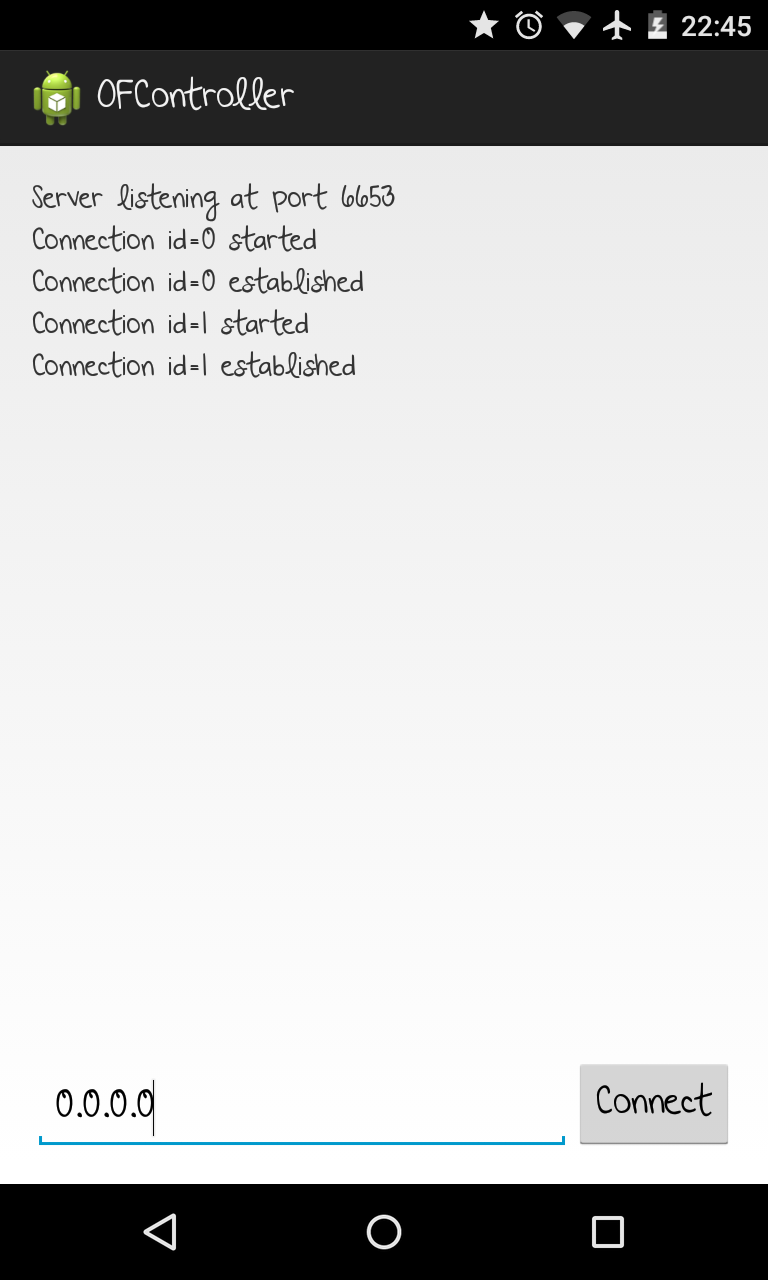 22:45
OFController
Server listening at port 6653
Connection id=0 started
Connection id=0 established
Connection id=1 started
Connection id=1 established
0.0.0.0
Connect